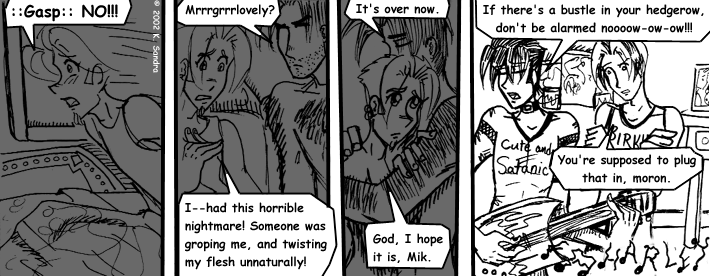 ::Gasp:: NO!!!
© 2002 K. Sandra
Mrrrgrrrlovely?
I--had this horrible
nightmare! Someone was
groping me, and twisting
my flesh unnaturally!
It's over now.
God, I hope
it is, Mik.
If there's a bustle in your hedgerow,
don't be alarmed noooow-ow-ow!!!
Cute and
Satanic
BIRK
You're supposed to plug
that in, moron.